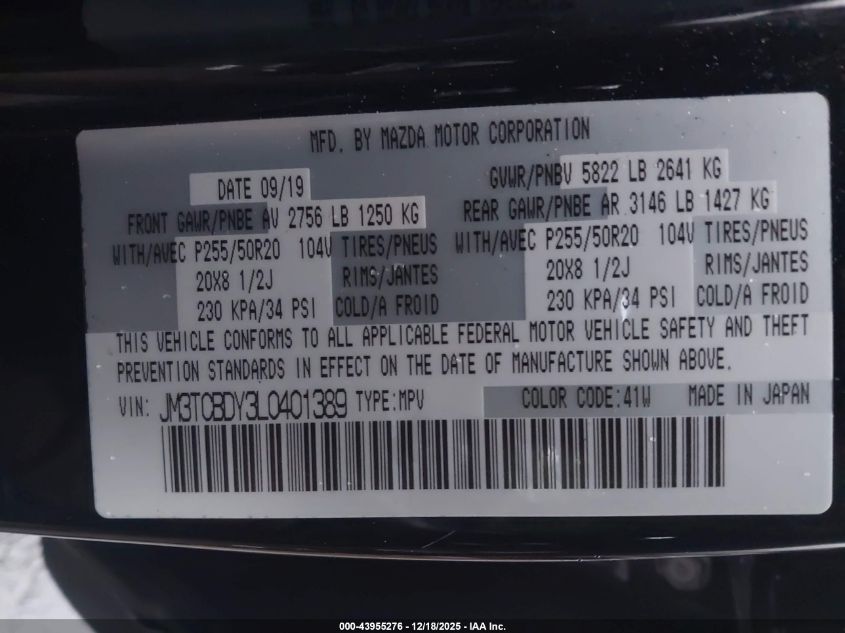 MFD. BY MAZDA MOTOR CORPORATION
DATE 09/19
GVWR/PNBV 5822 LB 2641 KG
FRONT GAWR/PNBE AV 2756 LB 1250 KG
REAR GAWR/PNBE AR 3146 LB 1427 KG
WITH/AVEC P255/50R20 104V TIRES/PNEUS
WITH/AVEC P255/50R20 104V TIRES/PNEUS
20X8 1/2J RIMS/JANTES
20X8 1/2J RIMS/JANTES
230 KPA/34 PSI COLD/A FROID
230 KPA/34 PSI COLD/A FROID
THIS VEHICLE CONFORMS TO ALL APPLICABLE FEDERAL MOTOR VEHICLE SAFETY AND THEFT
PREVENTION STANDARDS IN EFFECT ON THE DATE OF MANUFACTURE SHOWN ABOVE.
VIN: JM3TCBDY3L0401389 TYPE:MPV COLOR CODE:41W MADE IN JAPAN
000-43955276 - 12/18/2025 - IAA Inc.